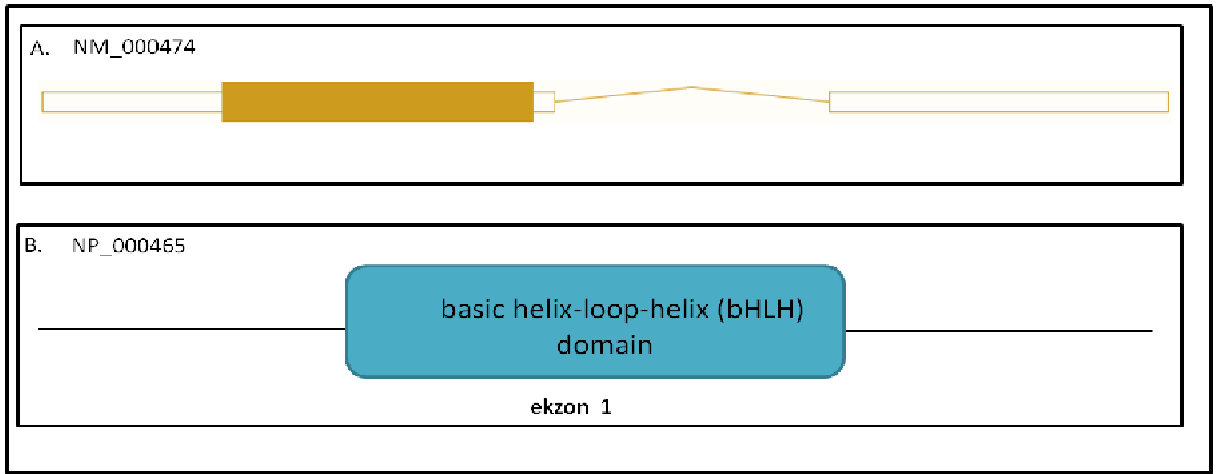 A. NM_000474
B. NP_000465
basic helix-loop-helix (bHLH)
domain
ekzon 1